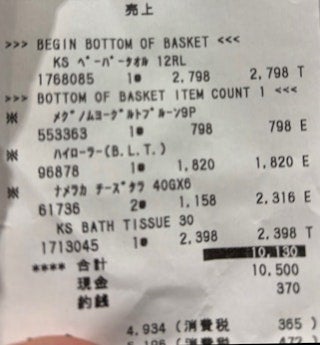 売上
>>> BEGIN BOTTOM OF BASKET <<<
KS ペーパータオル 12RL
1768085 1● 2,798 2,798 T
>>> BOTTOM OF BASKET ITEM COUNT 1 <<<
※ メグノムヨーグルトプルーン9P
553363 1● 798 798 E
※ ハイローラー(B.L.T.)
96878 1● 1,820 1,820 E
※ ナメラカ チーズタラ 40GX6
61736 2● 1,158 2,316 E
KS BATH TISSUE 30
1713045 1● 2,398 2,398 T
10,130
**** 合計
現金 10,500
釣銭 370
4,934 (消費税 365)